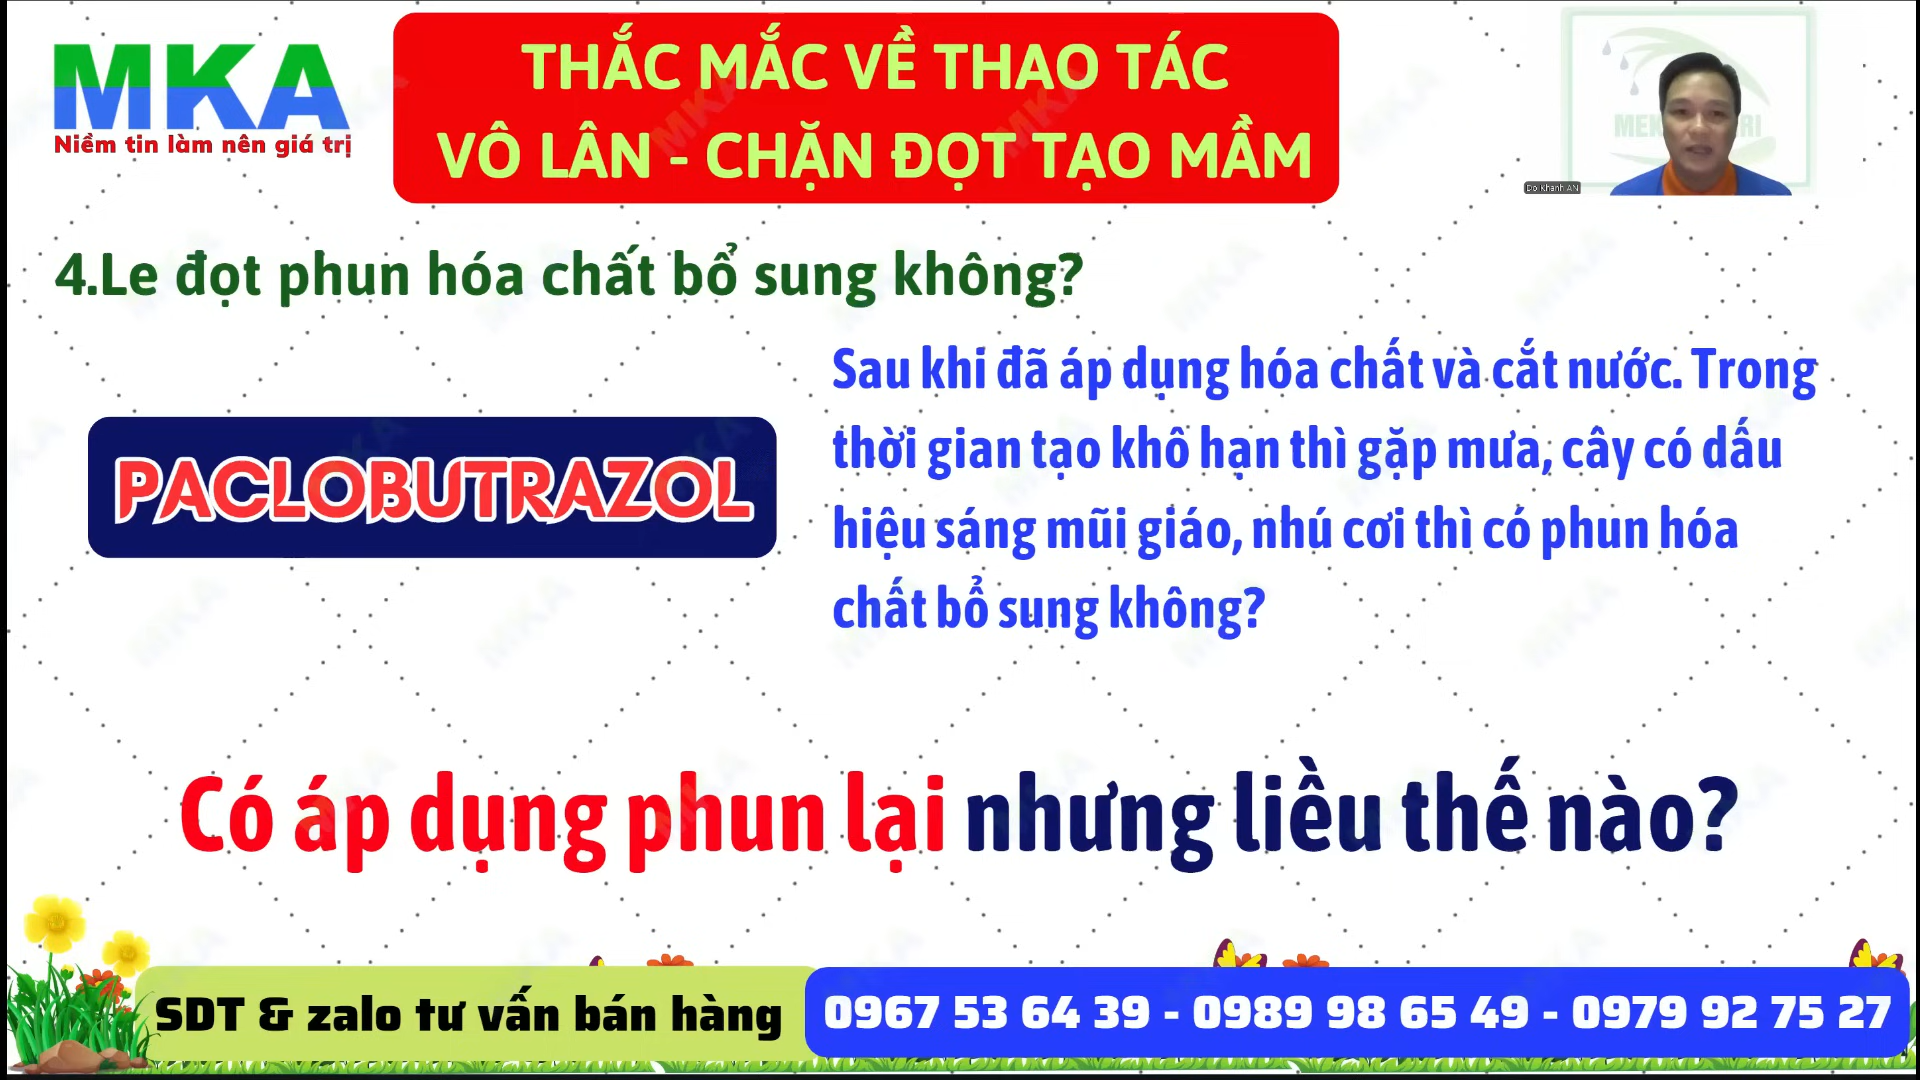 MKA
Niềm tin làm nên giá trị
THẮC MẮC VỀ THAO TÁC
VÔ LÂN - CHẶN ĐỌT TẠO MẦM
Do Khanh AN
4.Le đọt phun hóa chất bổ sung không?
PACLOBUTRAZOL
Sau khi đã áp dụng hóa chất và cắt nước. Trong
thời gian tạo khô hạn thì gặp mưa, cây có dấu
hiệu sáng mũi giáo, nhú cơi thì có phun hóa
chất bổ sung không?
Có áp dụng phun lại nhưng liều thế nào?
SDT & zalo tư vấn bán hàng
0967 53 64 39 - 0989 98 65 49 - 0979 92 75 27